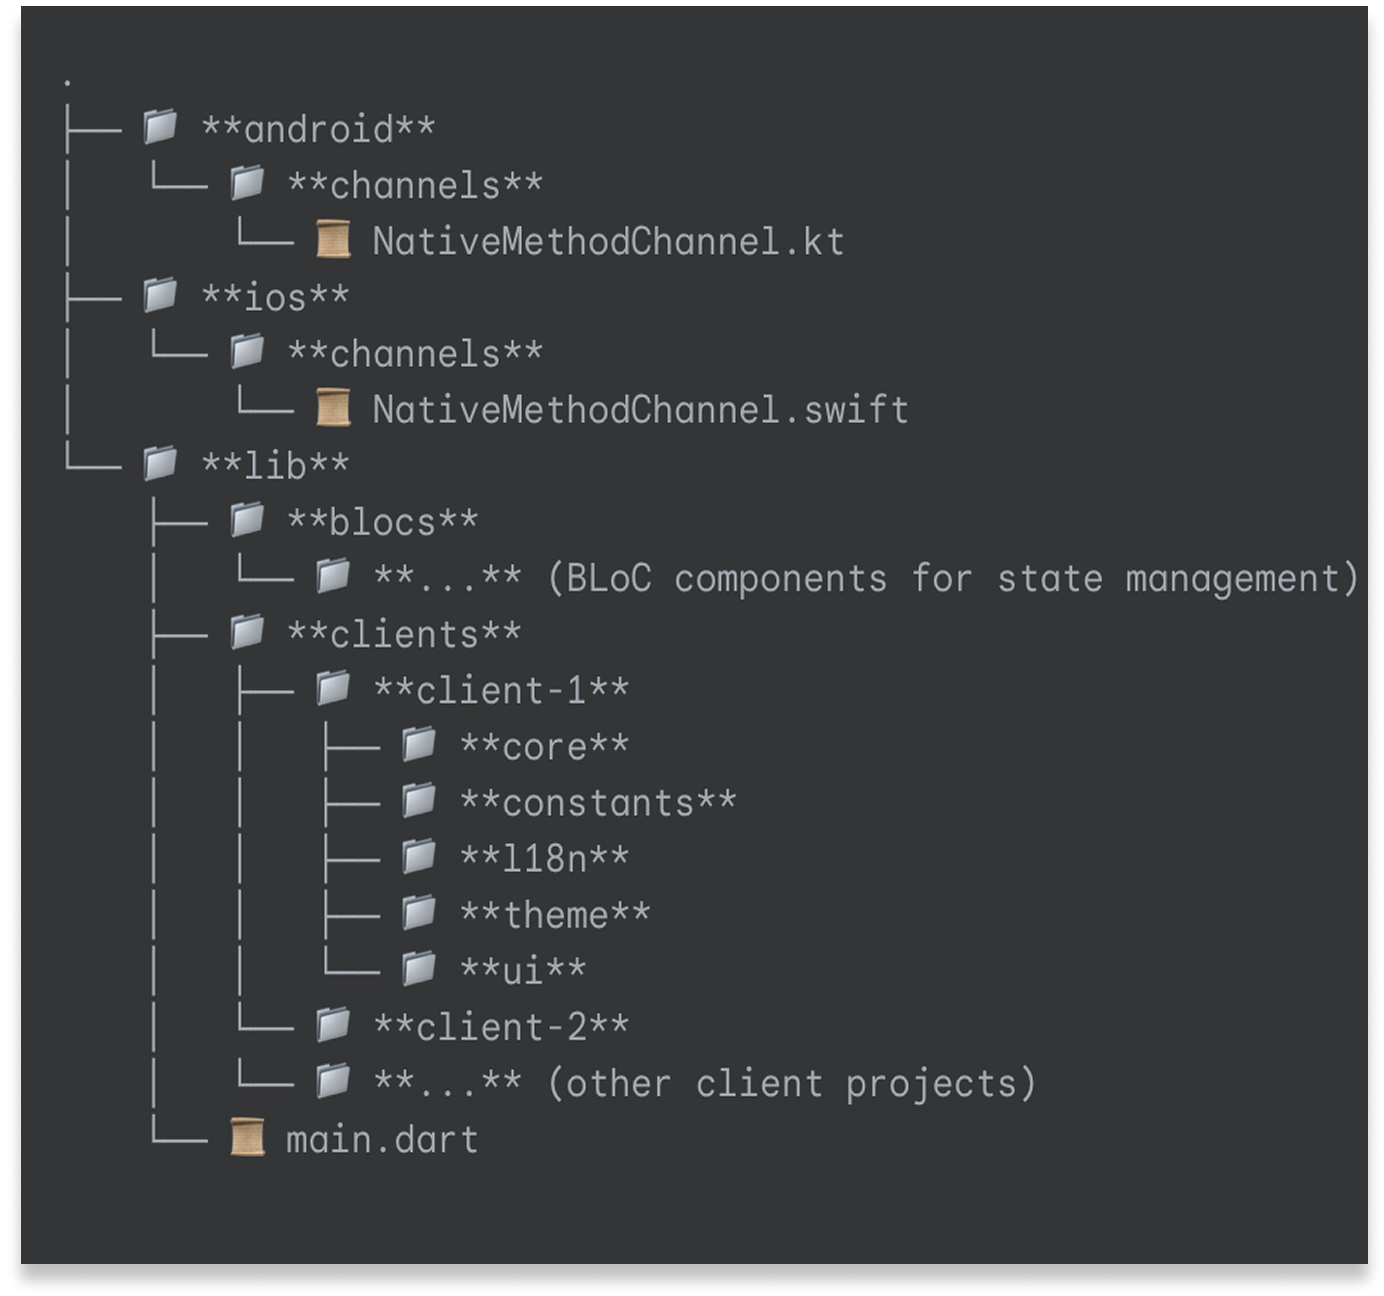 .
├── 📁 **android**
│   └── 📁 **channels**
│       └── 📜 NativeMethodChannel.kt
├── 📁 **ios**
│   └── 📁 **channels**
│       └── 📜 NativeMethodChannel.swift
└── 📁 **lib**
    ├── 📁 **blocs**
    │   └── 📁 **...** (BLoC components for state management)
    ├── 📁 **clients**
    │   ├── 📁 **client-1**
    │   │   ├── 📁 **core**
    │   │   ├── 📁 **constants**
    │   │   ├── 📁 **l18n**
    │   │   ├── 📁 **theme**
    │   │   └── 📁 **ui**
    │   └── 📁 **client-2**
    │   └── 📁 **...** (other client projects)
    └── 📜 main.dart